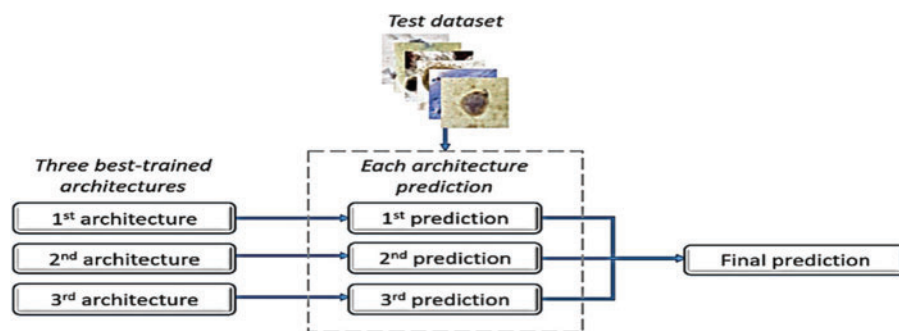 Test dataset
Three best-trained
architectures
Each architecture
prediction
1st architecture
1st prediction
2nd architecture
2nd prediction
Final prediction
3rd architecture
3rd prediction